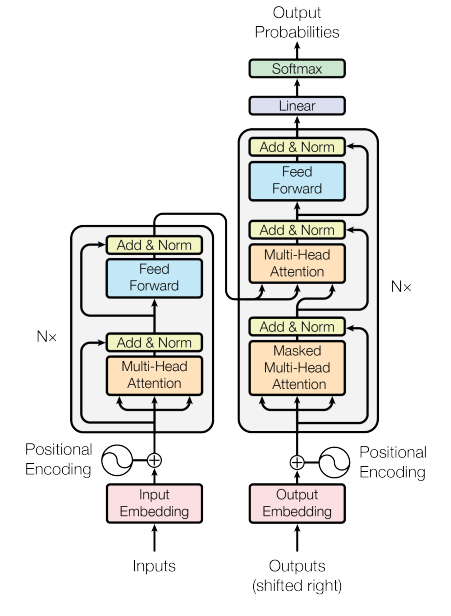 Output
Probabilities
Softmax
Linear
Add & Norm
Feed
Forward
Add & Norm
Multi-Head
Attention
Add & Norm
Masked
Multi-Head
Attention
N×
Add & Norm
Feed
Forward
Add & Norm
Multi-Head
Attention
N×
Positional
Encoding
Positional
Encoding
Input
Embedding
Output
Embedding
Inputs
Outputs
(shifted right)